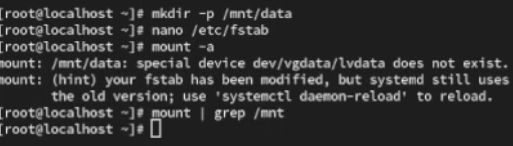 [root@localhost ~]# mkdir -p /mnt/data
[root@localhost ~]# nano /etc/fstab
[root@localhost ~]# mount -a
mount: /mnt/data: special device dev/vgdata/lvdata does not exist.
mount: (hint) your fstab has been modified, but systemd still uses
the old version; use 'systemctl daemon-reload' to reload.
[root@localhost ~]# mount | grep /mnt
[root@localhost ~]#